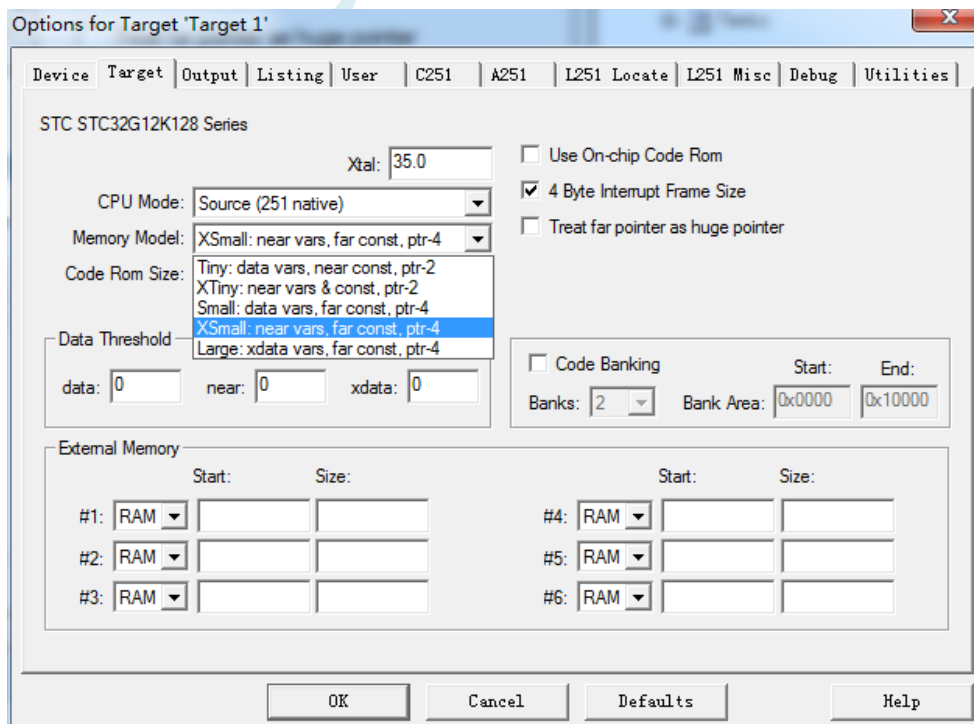 Options for Target 'Target 1'
Device Target Output Listing User C251 A251 L251 Locate L251 Misc Debug Utilities
STC STC32G12K128 Series
Xtal: 35.0
Use On-chip Code Rom
CPU Mode: Source (251 native)
4 Byte Interrupt Frame Size
Memory Model: XSmall: near vars, far const, ptr-4
Treat far pointer as huge pointer
Code Rom Size:
Tiny: data vars, near const, ptr-2
XTiny: near vars & const, ptr-2
Small: data vars, far const, ptr-4
XSmall: near vars, far const, ptr-4
Large: xdata vars, far const, ptr-4
Data Threshold
data: 0 near: 0 xdata: 0
Code Banking Start: End:
Banks: 2 Bank Area: 0x0000 0x10000
External Memory
Start: Size: Start: Size:
#1: RAM #4: RAM
#2: RAM #5: RAM
#3: RAM #6: RAM
OK Cancel Defaults Help